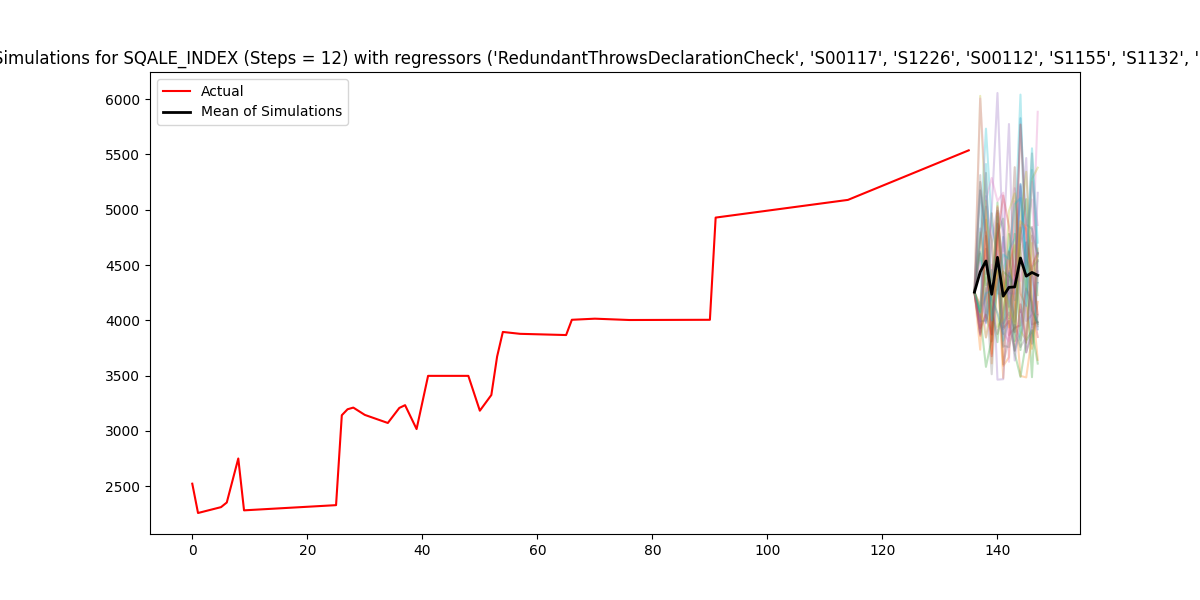 Simulations for SQALE_INDEX (Steps = 12) with regressors ('RedundantThrowsDeclarationCheck', 'S00117', 'S1226', 'S00112', 'S1155', 'S1132', '
Actual
Mean of Simulations
6000
5500
5000
4500
4000
3500
3000
2500
0 20 40 60 80 100 120 140